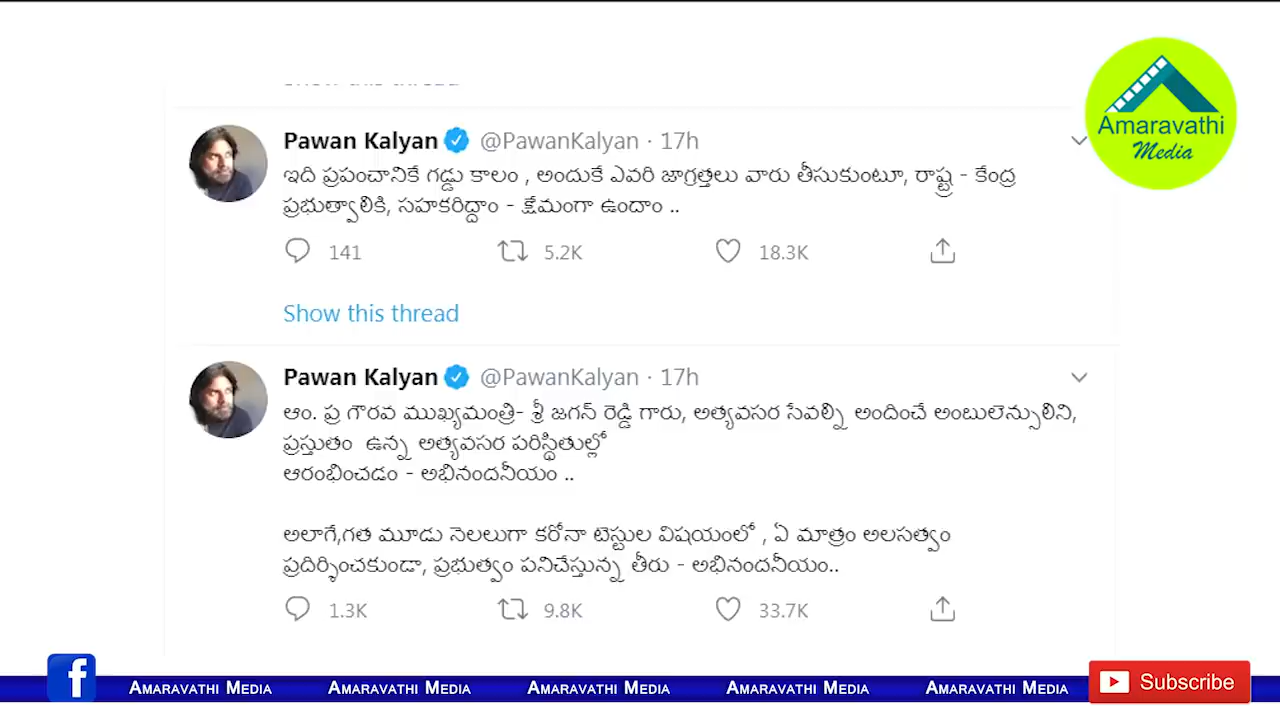 Pawan Kalyan @PawanKalyan · 17h
ఇది ప్రపంచానికే గడ్డు కాలం , అందుకే ఎవరి జాగ్రత్తలు వారు తీసుకుంటూ, రాష్ట్ర - కేంద్ర
ప్రభుత్వాలికి, సహకరిద్దాం - క్షేమంగా ఉందాం ..
141 5.2K 18.3K
Show this thread
Pawan Kalyan @PawanKalyan · 17h
ఆం. ప్ర గౌరవ ముఖ్యమంత్రి- శ్రీ జగన్ రెడ్డి గారు, అత్యవసర సేవల్ని అందించే అంబులెన్సులిని,
ప్రస్తుతం ఉన్న అత్యవసర పరిస్థితుల్లో
ఆరంభించడం - అభినందనీయం ..
అలాగే,గత మూడు నెలలుగా కరోనా టెస్టుల విషయంలో , ఏ మాత్రం అలసత్వం
ప్రదిర్శించకుండా, ప్రభుత్వం పనిచేస్తున్న తీరు - అభినందనీయం..
1.3K 9.8K 33.7K
Amaravathi
Media
f Amaravathi Media Amaravathi Media Amaravathi Media Amaravathi Media Amaravathi Media Subscribe